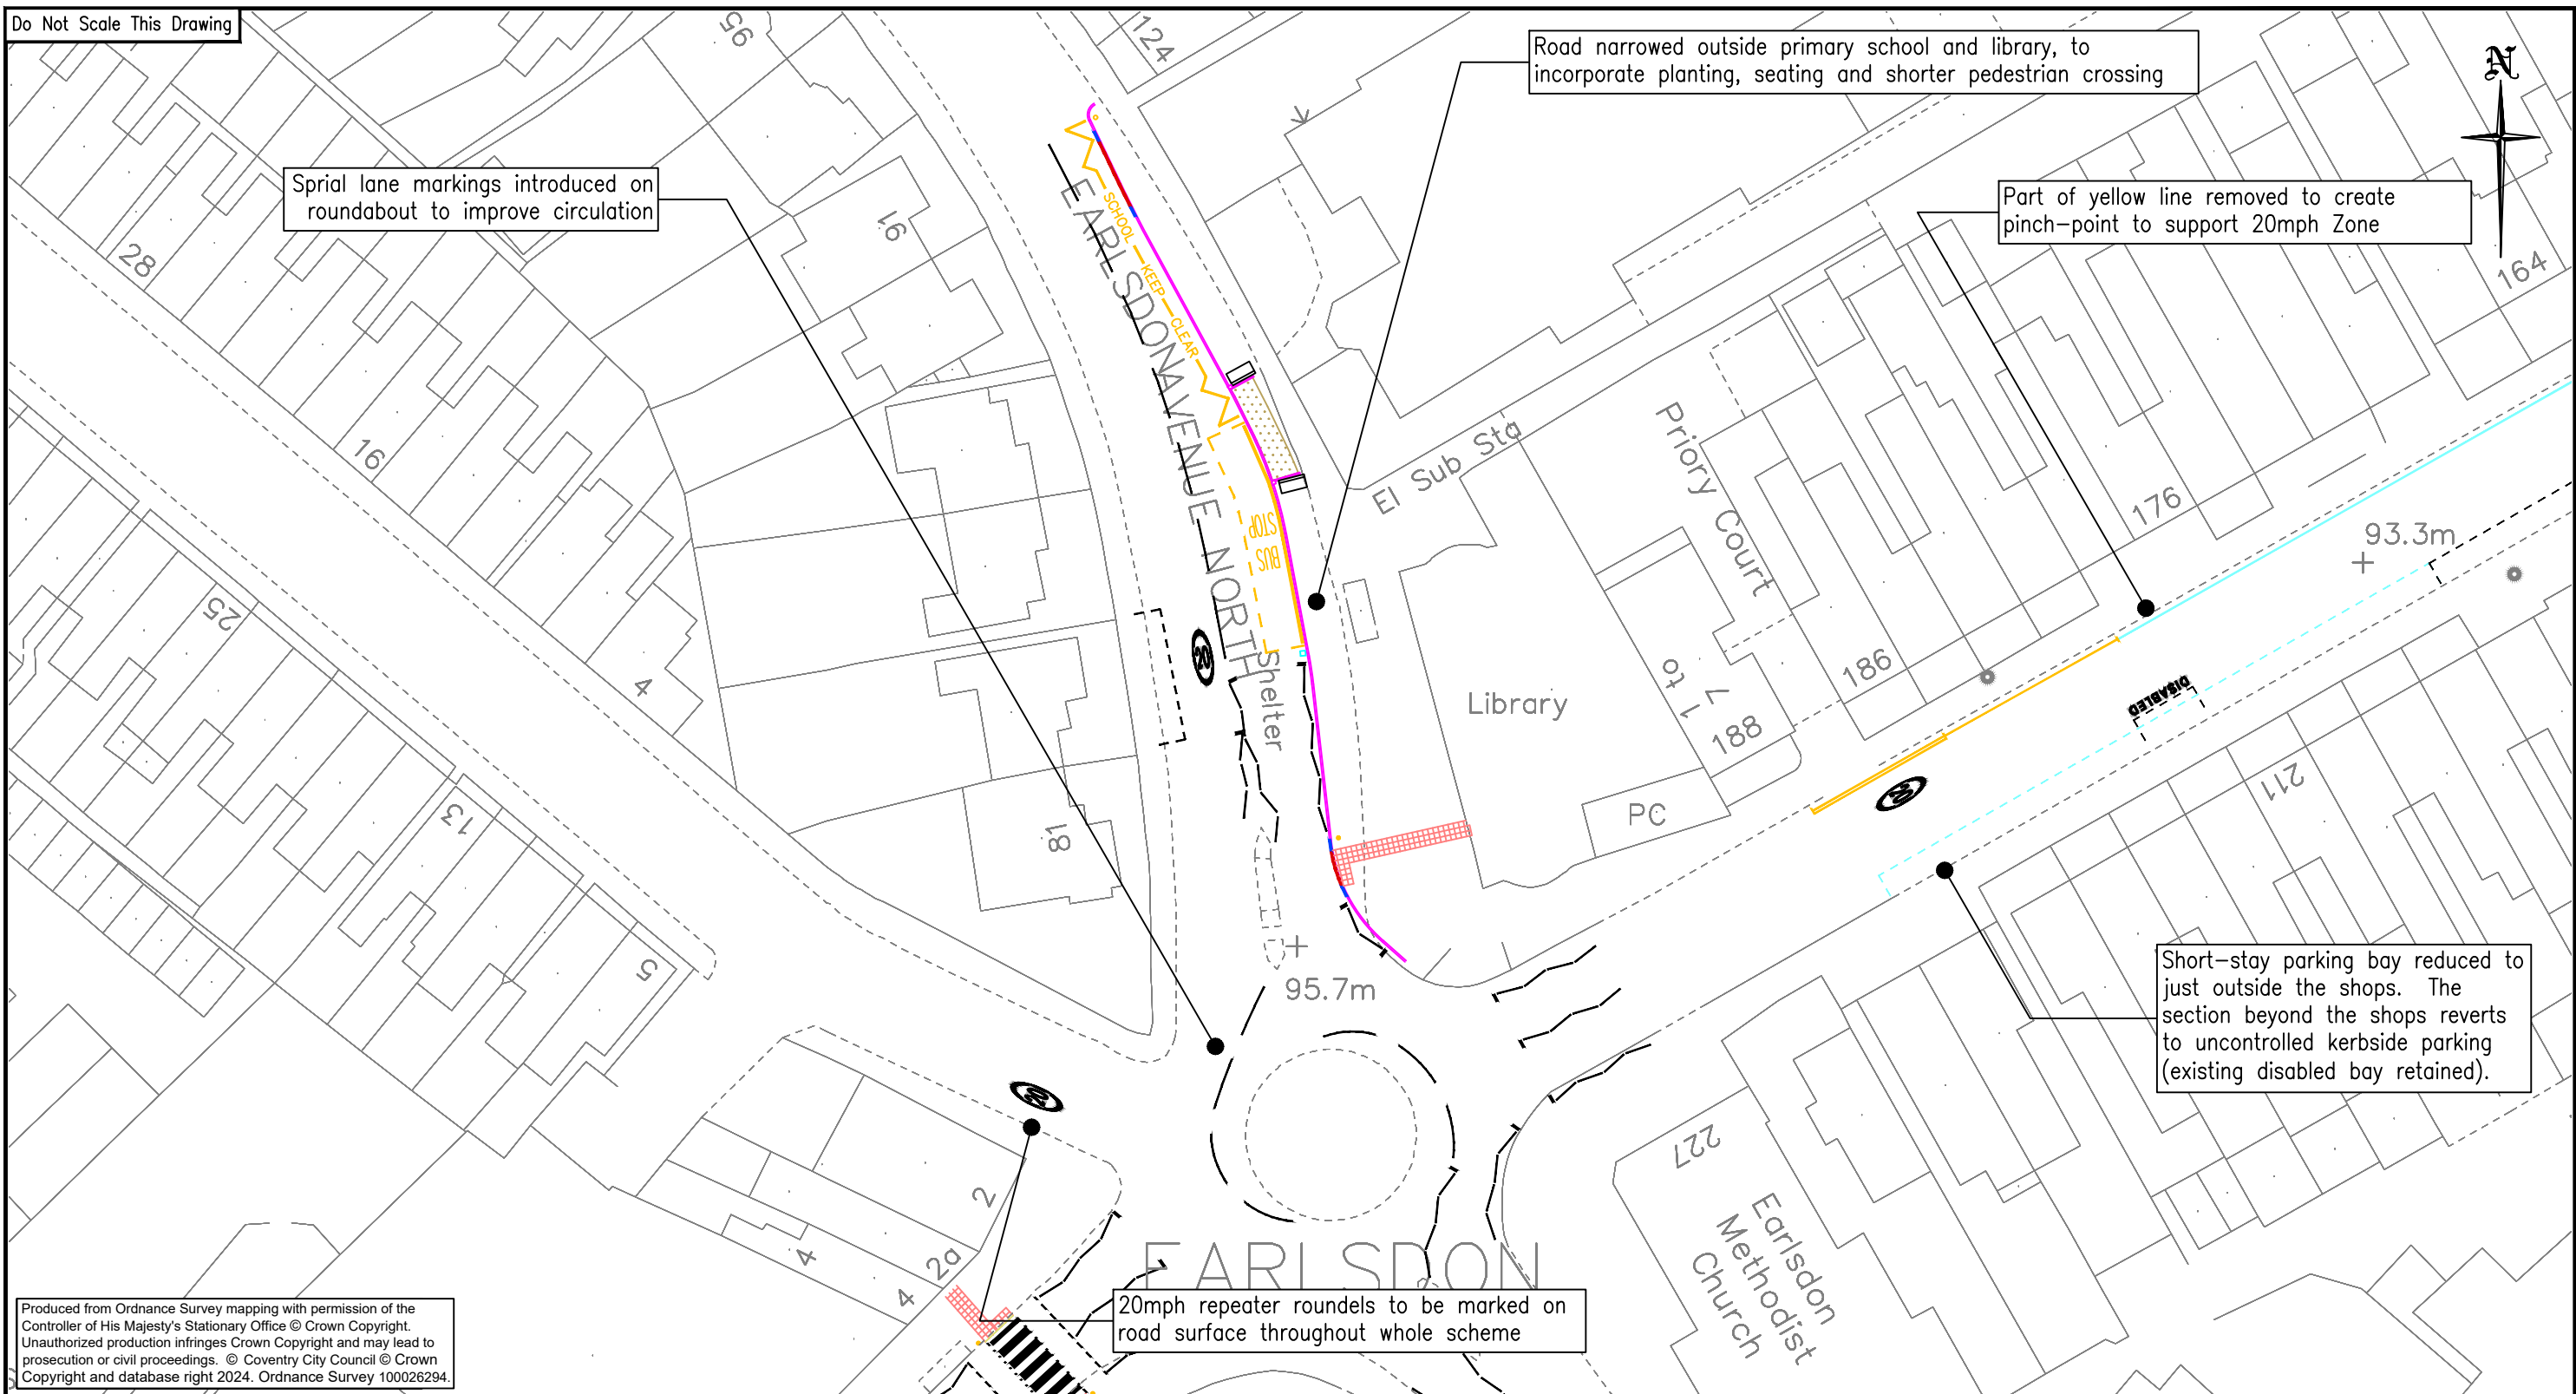 Do Not Scale This Drawing
95
124
Road narrowed outside primary school and library, to
incorporate planting, seating and shorter pedestrian crossing
N
Sprial lane markings introduced on
roundabout to improve circulation
Part of yellow line removed to create
pinch-point to support 20mph Zone
28
91
164
EARLSDON AVENUE NORTH
SCHOOL KEEP CLEAR
16
El Sub Sta
Priory Court
176
93.3m
BUS
STOP
25
4
20
Shelter
Library
1 to
7
186
188
DISABLED
211
13
81
PC
20
5
95.7m
Short-stay parking bay reduced to
just outside the shops. The
section beyond the shops reverts
to uncontrolled kerbside parking
(existing disabled bay retained).
20
227
2
2a
4
4
EARLSDON
Earlsdon
Methodist
Church
20mph repeater roundels to be marked on
road surface throughout whole scheme
Produced from Ordnance Survey mapping with permission of the
Controller of His Majesty's Stationary Office © Crown Copyright.
Unauthorized production infringes Crown Copyright and may lead to
prosecution or civil proceedings. © Coventry City Council © Crown
Copyright and database right 2024. Ordnance Survey 100026294.